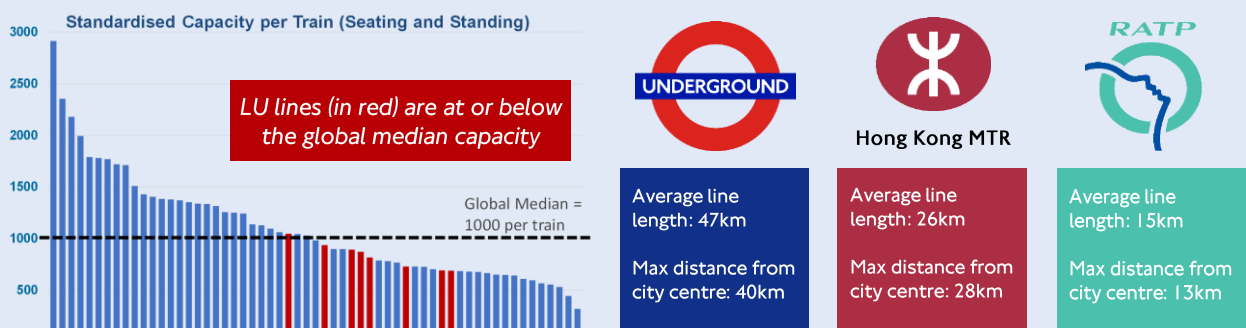 Standardised Capacity per Train (Seating and Standing)
3000
2500
2000
1500
1000
500
LU lines (in red) are at or below
the global median capacity
Global Median =
1000 per train
UNDERGROUND
Hong Kong MTR
RATP
Average line
length: 47km
Max distance from
city centre: 40km
Average line
length: 26km
Max distance from
city centre: 28km
Average line
length: 15km
Max distance from
city centre: 13km